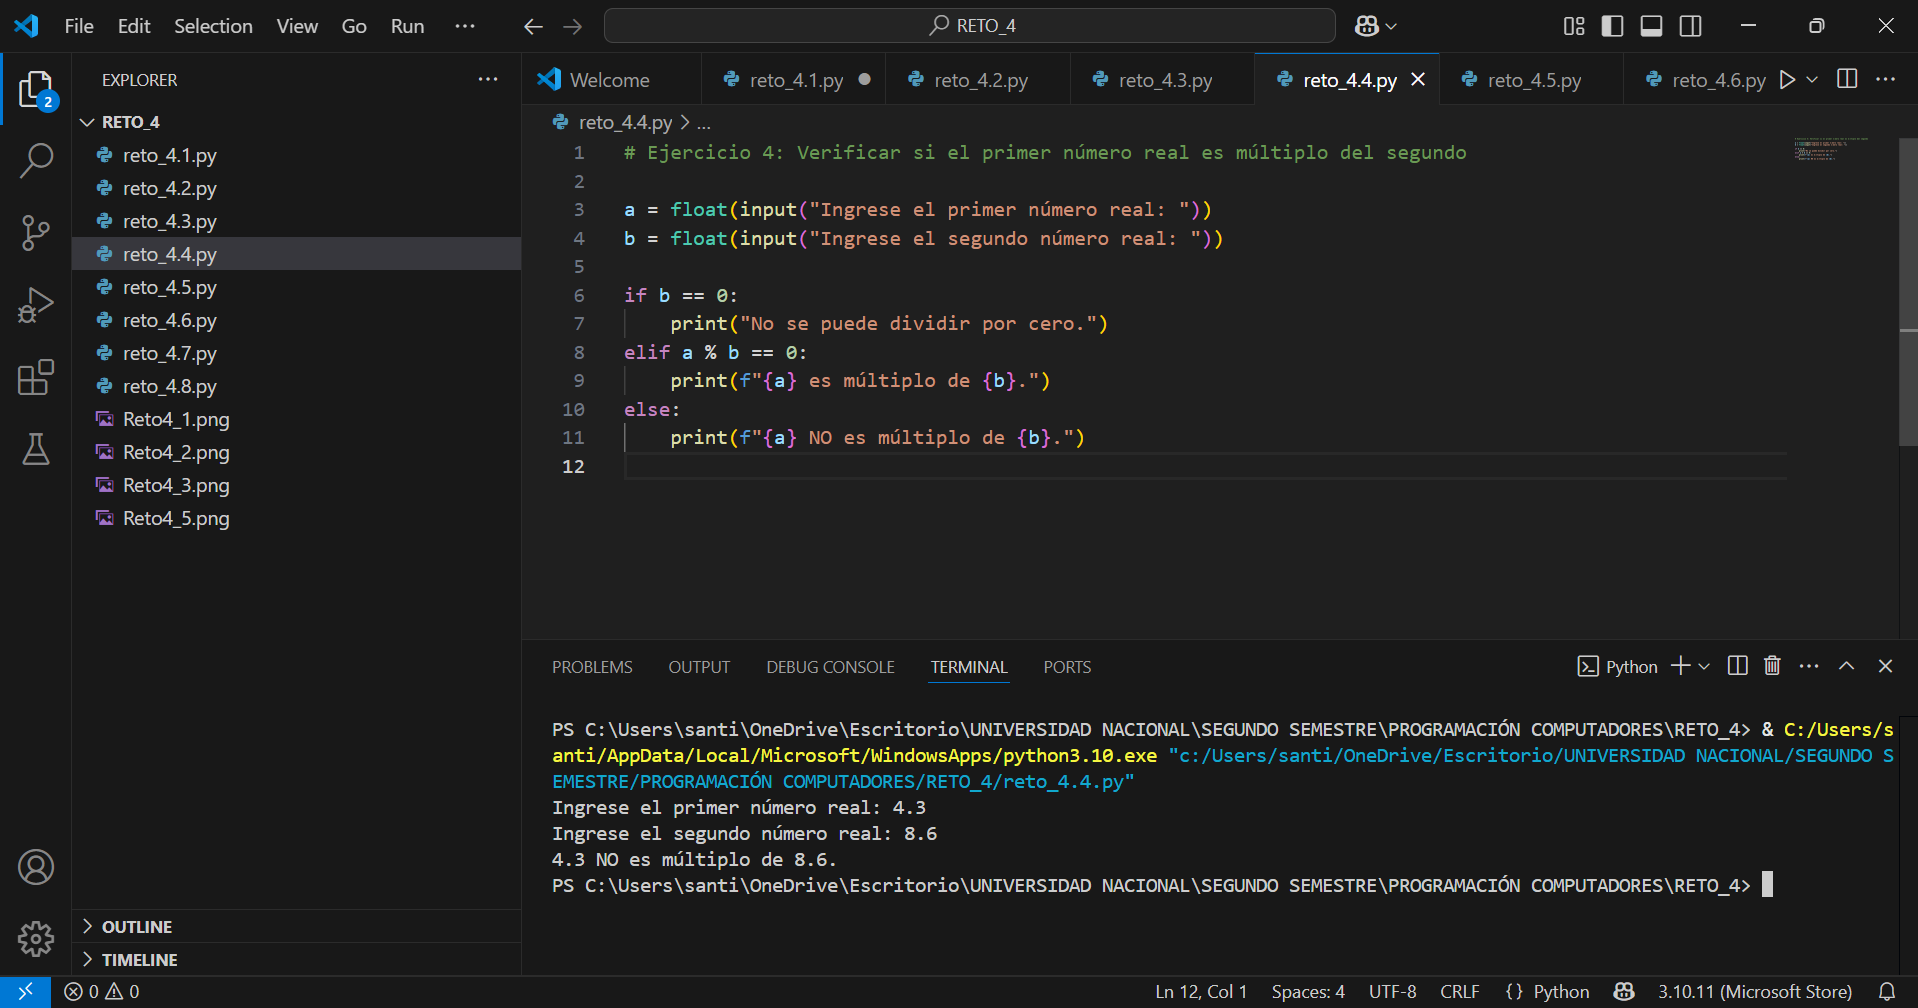 File Edit Selection View Go Run ··· RETO_4
EXPLORER ···
2
RETO_4
reto_4.1.py
reto_4.2.py
reto_4.3.py
reto_4.4.py
reto_4.5.py
reto_4.6.py
reto_4.7.py
reto_4.8.py
Reto4_1.png
Reto4_2.png
Reto4_3.png
Reto4_5.png
OUTLINE
TIMELINE
Welcome reto_4.1.py reto_4.2.py reto_4.3.py reto_4.4.py reto_4.5.py reto_4.6.py ···
reto_4.4.py > ...
1 # Ejercicio 4: Verificar si el primer número real es múltiplo del segundo
2
3 a = float(input("Ingrese el primer número real: "))
4 b = float(input("Ingrese el segundo número real: "))
5
6 if b == 0:
7     print("No se puede dividir por cero.")
8 elif a % b == 0:
9     print(f"{a} es múltiplo de {b}.")
10 else:
11     print(f"{a} NO es múltiplo de {b}.")
12
PROBLEMS OUTPUT DEBUG CONSOLE TERMINAL PORTS Python ···
PS C:\Users\santi\OneDrive\Escritorio\UNIVERSIDAD NACIONAL\SEGUNDO SEMESTRE\PROGRAMACIÓN COMPUTADORES\RETO_4> & C:/Users/s
anti/AppData/Local/Microsoft/WindowsApps/python3.10.exe "c:/Users/santi/OneDrive/Escritorio/UNIVERSIDAD NACIONAL/SEGUNDO S
EMESTRE/PROGRAMACIÓN COMPUTADORES/RETO_4/reto_4.4.py"
Ingrese el primer número real: 4.3
Ingrese el segundo número real: 8.6
4.3 NO es múltiplo de 8.6.
PS C:\Users\santi\OneDrive\Escritorio\UNIVERSIDAD NACIONAL\SEGUNDO SEMESTRE\PROGRAMACIÓN COMPUTADORES\RETO_4>
0 0 Ln 12, Col 1 Spaces: 4 UTF-8 CRLF {} Python 3.10.11 (Microsoft Store)